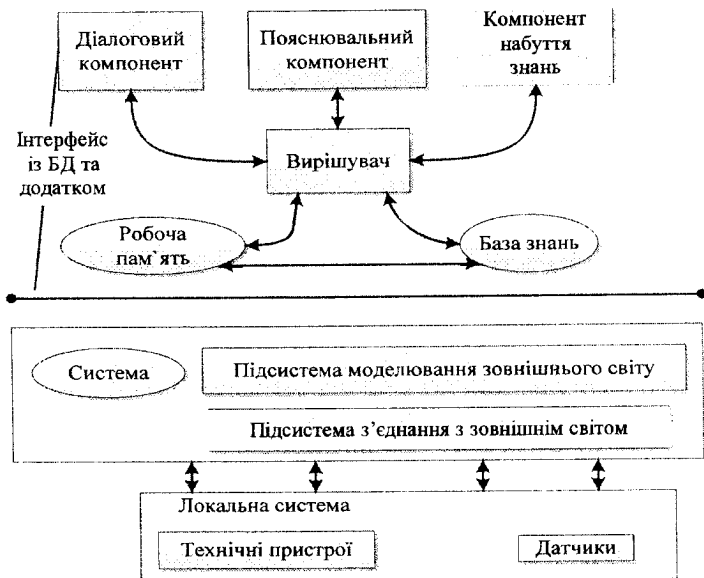 Діалоговий
компонент
Пояснювальний
компонент
Компонент
набуття
знань
Інтерфейс
із БД та
додатком
Вирішувач
Робоча
пам`ять
База знань
Система
Підсистема моделювання зовнішнього світу
Підсистема з’єднання з зовнішнім світом
Локальна система
Технічні пристрої
Датчики